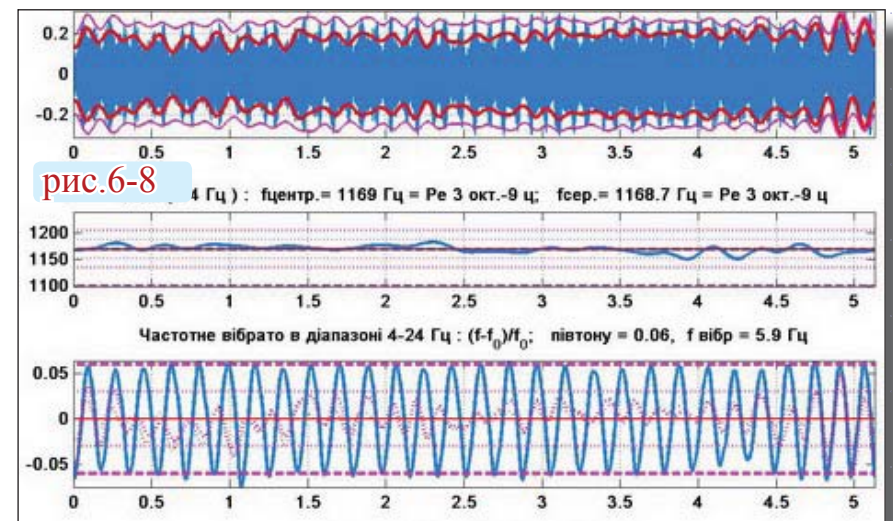 0.2
0
-0.2
0 0.5 1 1.5 2 2.5 3 3.5 4 4.5 5
рис.6-8
4 Гц ) : fцентр.= 1169 Гц = Ре 3 окт.-9 ц; fсер.= 1168.7 Гц = Ре 3 окт.-9 ц
1200
1150
1100
0 0.5 1 1.5 2 2.5 3 3.5 4 4.5 5
Частотне вібрато в діапазоні 4-24 Гц : (f-f0)/f0; півтону = 0.06, f вібр = 5.9 Гц
0.05
0
-0.05
0 0.5 1 1.5 2 2.5 3 3.5 4 4.5 5